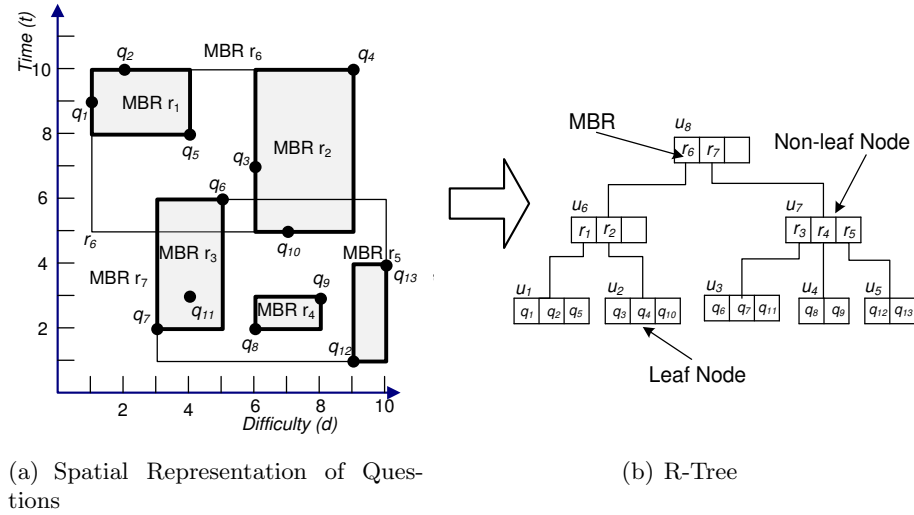 Time (t)
10
8
6
4
2
2
4
6
8
10
Difficulty (d)
q2
MBR r6
q4
MBR r1
q1
q5
q3
MBR r2
q6
r6
q10
MBR r3
MBR r5
MBR r7
q13
q11
q9
MBR r4
q7
q8
q12
(a) Spatial Representation of Ques-
tions
MBR
u8
r6 r7
Non-leaf Node
u6
r1 r2
u7
r3 r4 r5
u1
q1 q2 q5
u2
q3 q4 q10
u3
q6 q7 q11
u4
q8 q9
u5
q12 q13
Leaf Node
(b) R-Tree